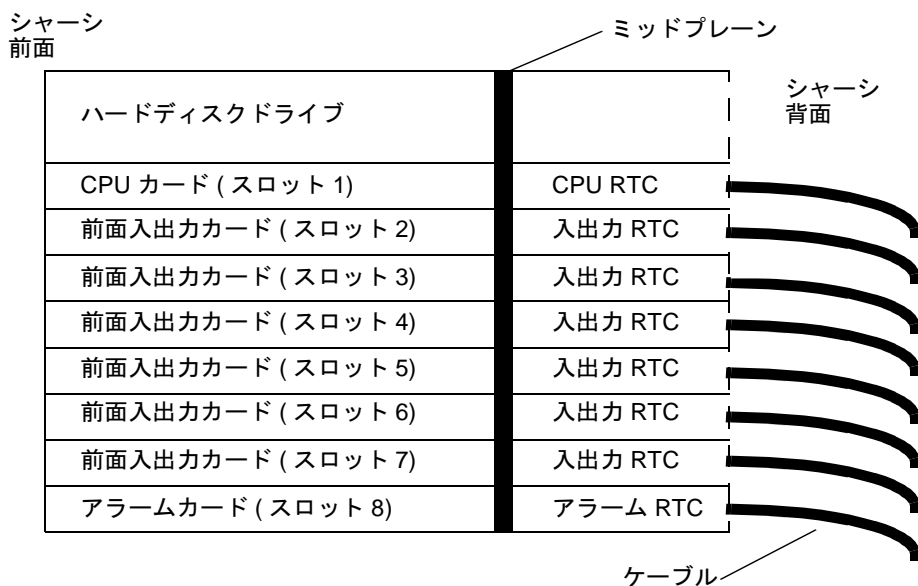 シャーシ
前面
ミッドプレーン
シャーシ
背面
ハードディスクドライブ
CPU カード ( スロット 1)
CPU RTC
前面入出力カード ( スロット 2)
入出力 RTC
前面入出力カード ( スロット 3)
入出力 RTC
前面入出力カード ( スロット 4)
入出力 RTC
前面入出力カード ( スロット 5)
入出力 RTC
前面入出力カード ( スロット 6)
入出力 RTC
前面入出力カード ( スロット 7)
入出力 RTC
アラームカード ( スロット 8)
アラーム RTC
ケーブル